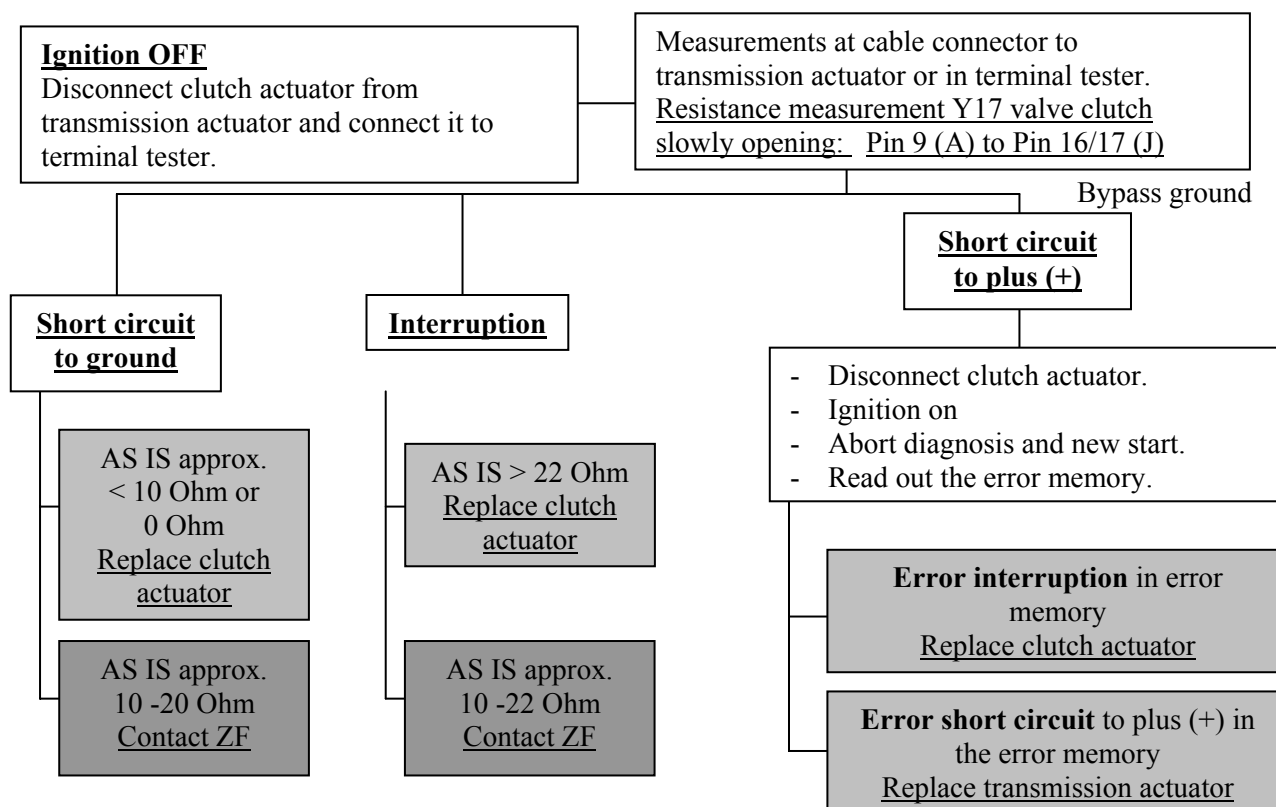 Ignition OFF
Disconnect clutch actuator from
transmission actuator and connect it to
terminal tester.
Measurements at cable connector to
transmission actuator or in terminal tester.
Resistance measurement Y17 valve clutch
slowly opening: Pin 9 (A) to Pin 16/17 (J)
Bypass ground
Short circuit
to ground
AS IS approx.
< 10 Ohm or
0 Ohm
Replace clutch
actuator
AS IS approx.
10 -20 Ohm
Contact ZF
Interruption
AS IS > 22 Ohm
Replace clutch
actuator
AS IS approx.
10 -22 Ohm
Contact ZF
Short circuit
to plus (+)
- Disconnect clutch actuator.
- Ignition on
- Abort diagnosis and new start.
- Read out the error memory.
Error interruption in error
memory
Replace clutch actuator
Error short circuit to plus (+) in
the error memory
Replace transmission actuator